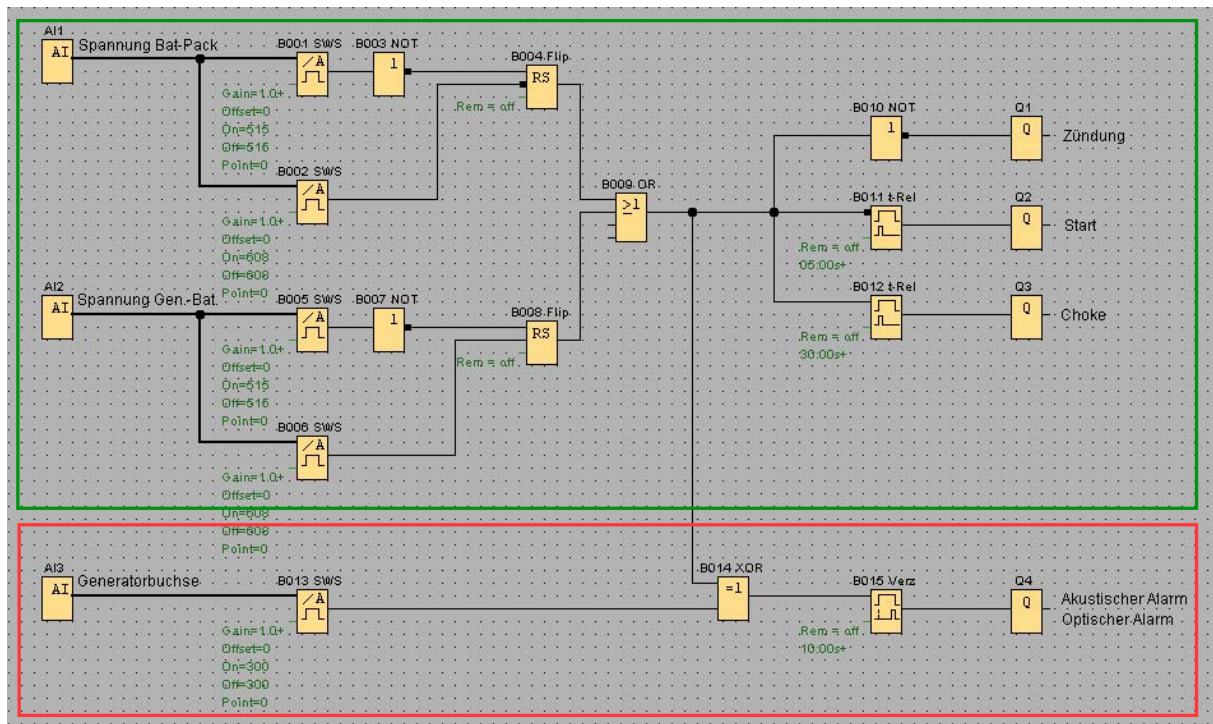 AI1
AI
Spannung Bat-Pack
B001 SWS
/A
Gain=1.0+
Offset=0
On=515
Off=516
Point=0
B003 NOT
1
B004 Flip.
RS
Rem = off
B002 SWS
/A
Gain=1.0+
Offset=0
On=608
Off=608
Point=0
B009 OR
≥1
B010 NOT
1
Q1
Q
Zündung
B011 t-Rel
Rem = off
05:00s+
Q2
Q
Start
B012 t-Rel
Rem = off
30:00s+
Q3
Q
Choke
AI2
AI
Spannung Gen.-Bat.
B005 SWS
/A
Gain=1.0+
Offset=0
On=515
Off=516
Point=0
B007 NOT
1
B008 Flip.
RS
Rem = off
B006 SWS
/A
Gain=1.0+
Offset=0
On=608
Off=608
Point=0
AI3
AI
Generatorbuchse
B013 SWS
/A
Gain=1.0+
Offset=0
On=300
Off=300
Point=0
B014 XOR
=1
B015 Verz
Rem = off
10:00s+
Q4
Q
Akustischer Alarm
Optischer Alarm